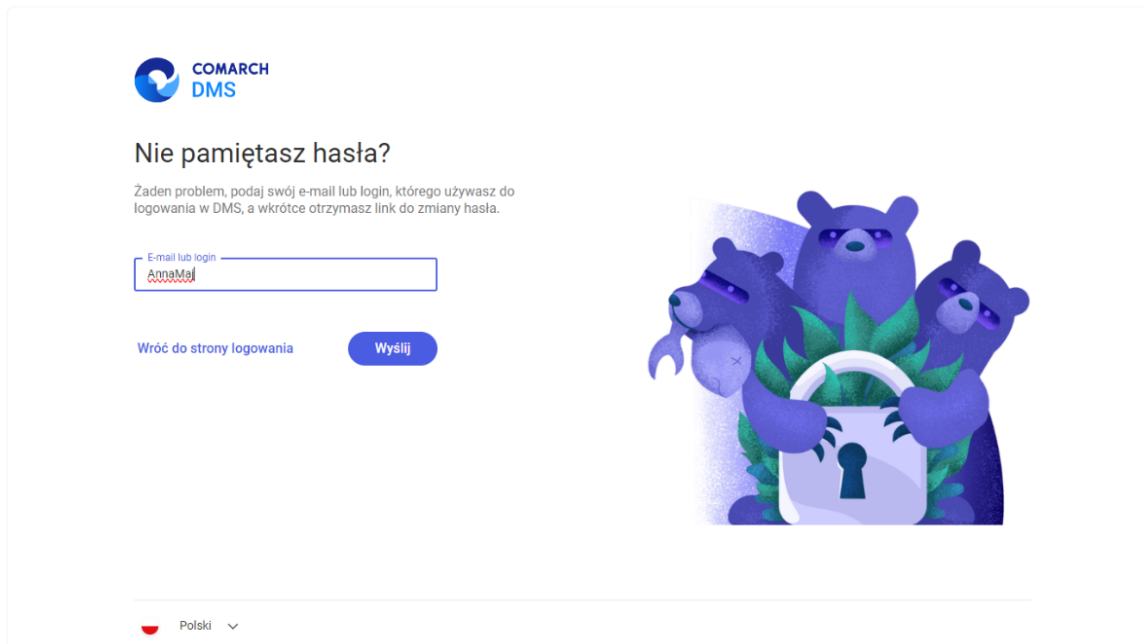 COMARCH
DMS
Nie pamiętasz hasła?
Żaden problem, podaj swój e-mail lub login, którego używasz do
logowania w DMS, a wkrótce otrzymasz link do zmiany hasła.
E-mail lub login
AnnaMaj
Wróć do strony logowania
Wyślij
Polski